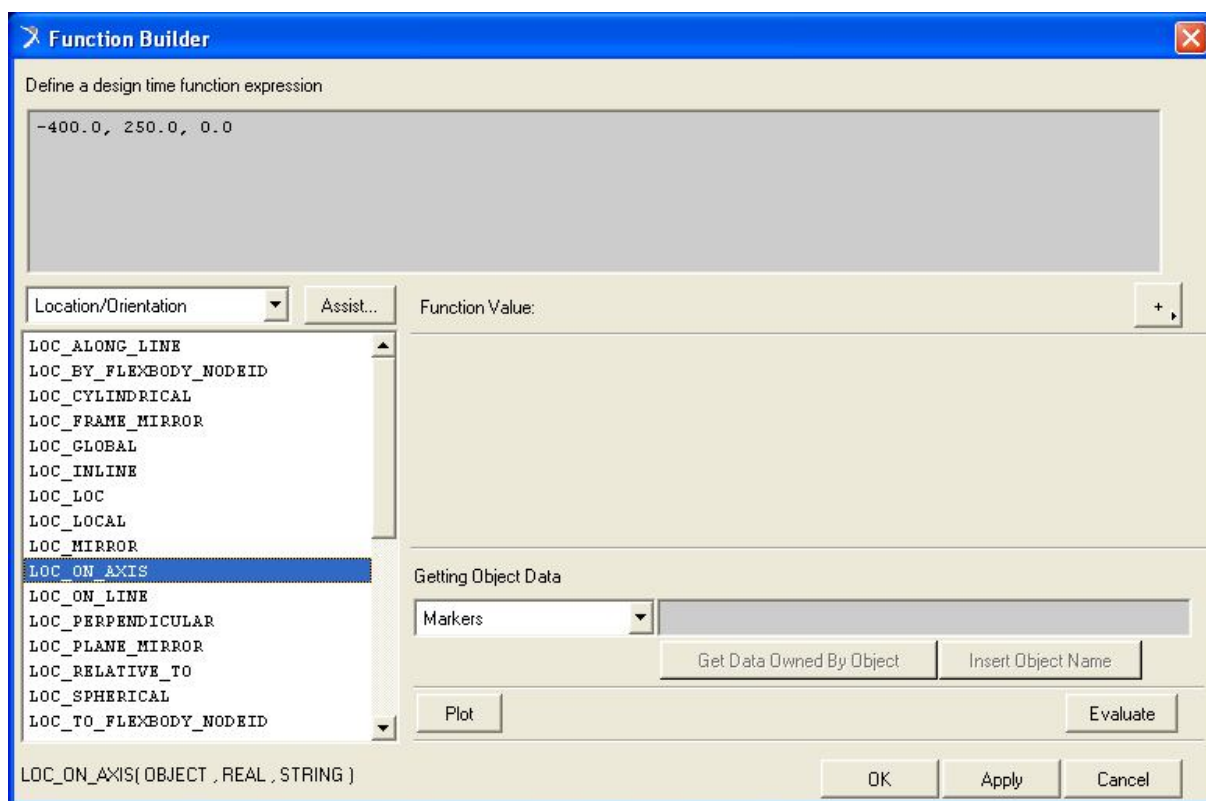 Function Builder
Define a design time function expression
-400.0, 250.0, 0.0
Location/Orientation
Assist...
Function Value:
+
LOC_ALONG_LINE
LOC_BY_FLEXBODY_NODEID
LOC_CYLINDRICAL
LOC_FRAME_MIRROR
LOC_GLOBAL
LOC_INLINE
LOC_LOC
LOC_LOCAL
LOC_MIRROR
LOC_ON_AXIS
LOC_ON_LINE
LOC_PERPENDICULAR
LOC_PLANE_MIRROR
LOC_RELATIVE_TO
LOC_SPHERICAL
LOC_TO_FLEXBODY_NODEID
Getting Object Data
Markers
Get Data Owned By Object
Insert Object Name
Plot
Evaluate
LOC_ON_AXIS( OBJECT , REAL , STRING )
OK
Apply
Cancel